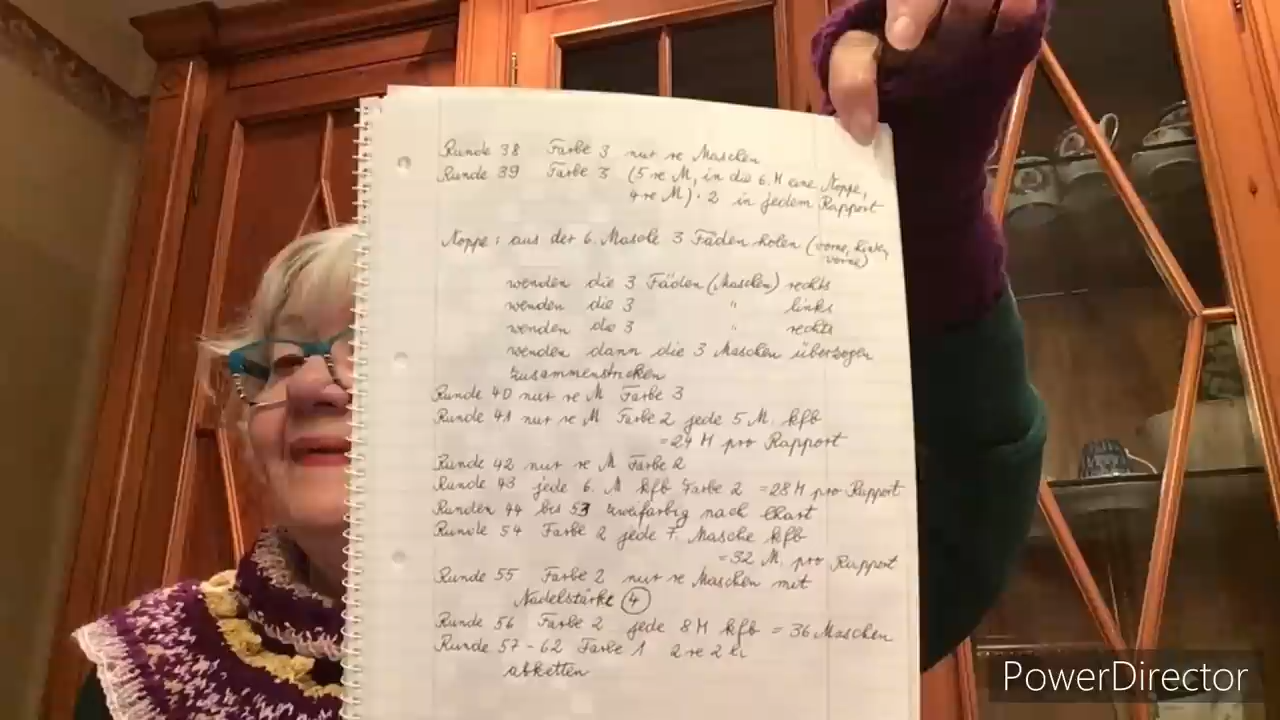 Runde 38 Farbe 3 nur re Maschen
Runde 39 Farbe 3 (5 re M, in die 6. M eine Noppe,
4 re M) · 2 in jedem Rapport
Noppe: aus der 6. Masche 3 Fäden holen (vorne, hinten,
vorne)
wenden die 3 Fäden (Maschen) rechts
wenden die 3 " links
wenden die 3 " rechts
wenden dann die 3 Maschen überzogen
zusammenstricken
Runde 40 nur re M Farbe 3
Runde 41 nur re M Farbe 2 jede 5 M. kfb
= 24 M pro Rapport
Runde 42 nur re M Farbe 2
Runde 43 jede 6. M kfb Farbe 2 = 28 M pro Rapport
Runden 44 bis 53 zweifarbig nach Chart
Runde 54 Farbe 2 jede 7. Masche kfb
= 32 M. pro Rapport
Runde 55 Farbe 2 nur re Maschen mit
Nadelstärke 4
Runde 56 Farbe 2 jede 8 M kfb = 36 Maschen
Runde 57 - 62 Farbe 1 2 re 2 li
abketten
PowerDirector